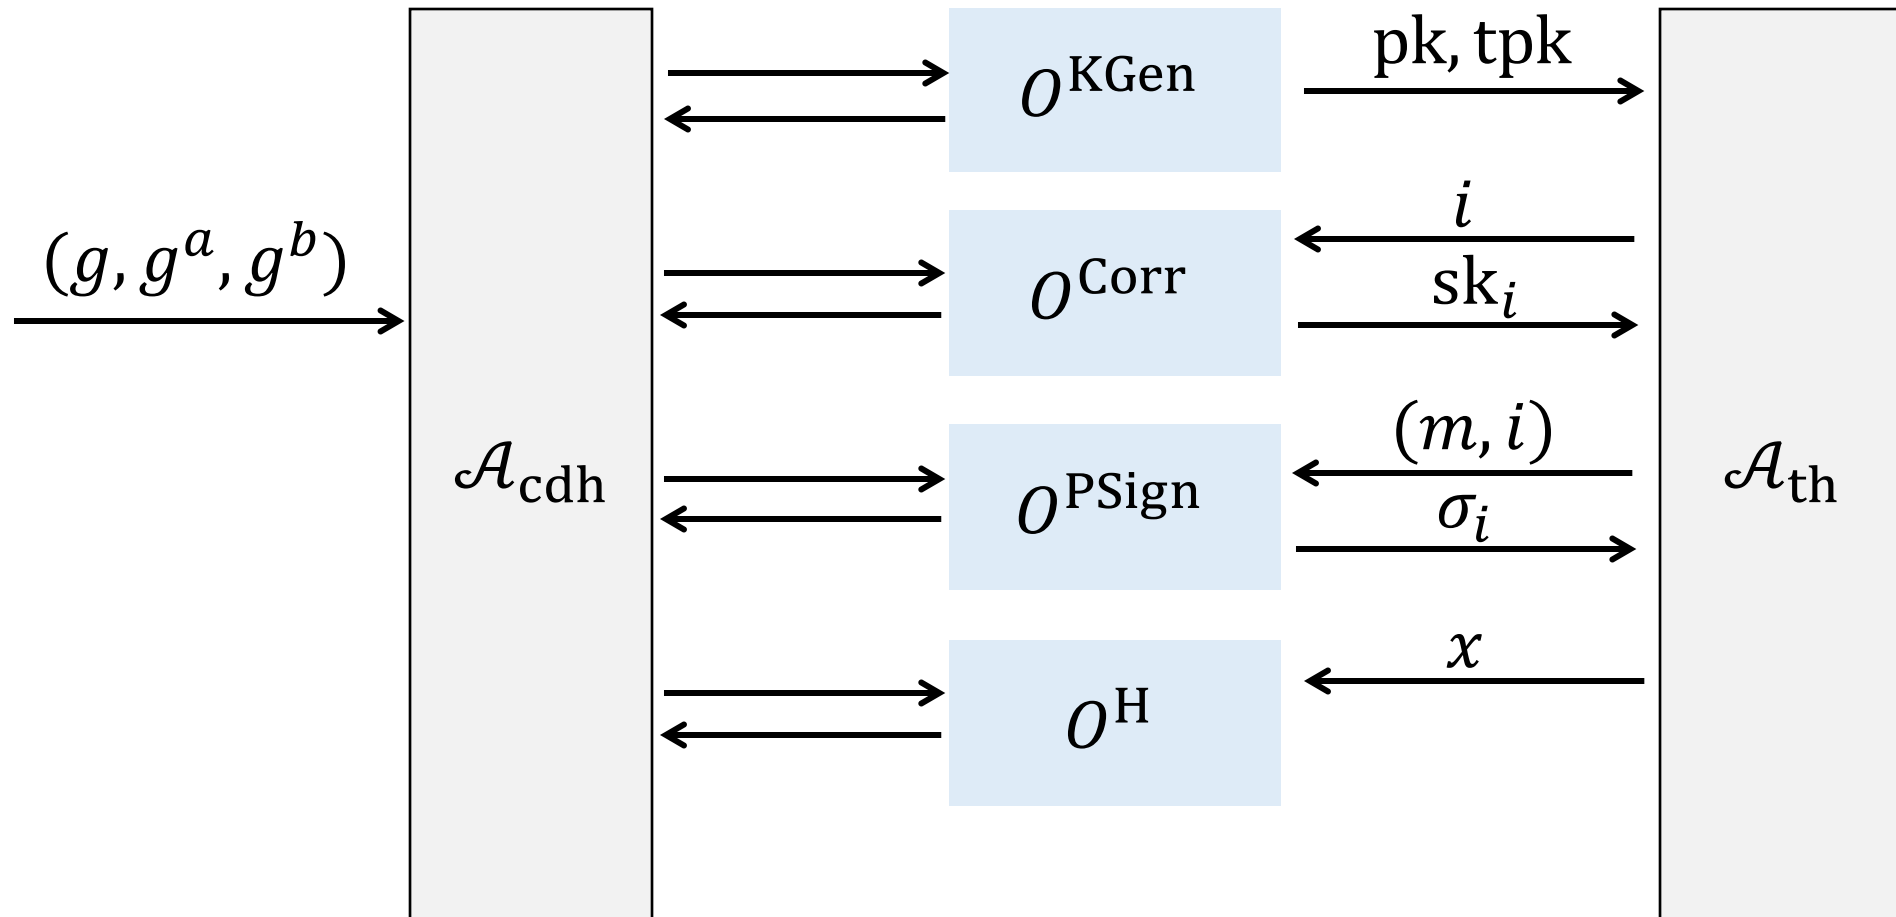 pk, tpk
O^KGen
i
(g, g^a, g^b)
O^Corr
sk_i
(m, i)
𝒜_cdh
O^PSign
σ_i
𝒜_th
x
O^H